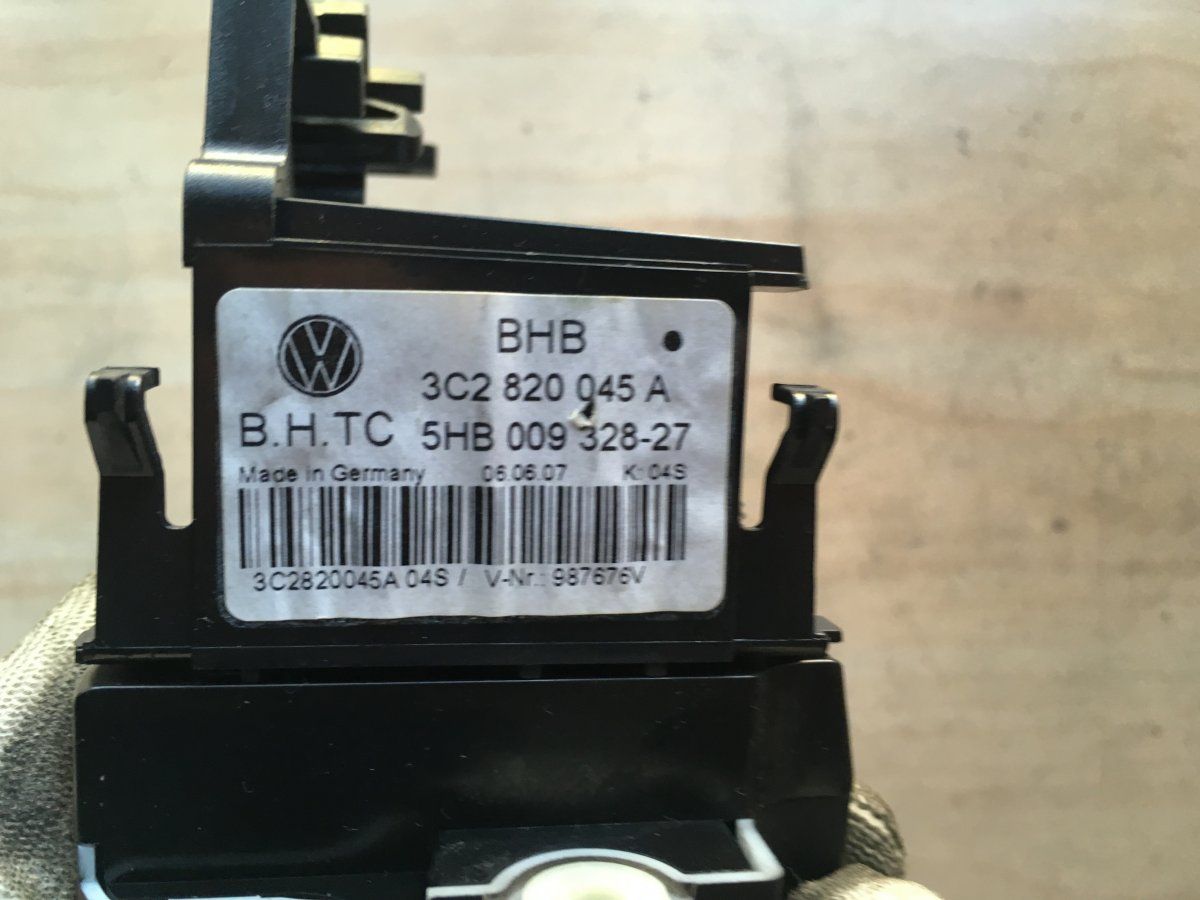 BHB
3C2 820 045 A
B.H.TC 5HB 009 328-27
Made in Germany 06.06.07 K: 04S
3C2820045A 04S / V-Nr.: 987676V